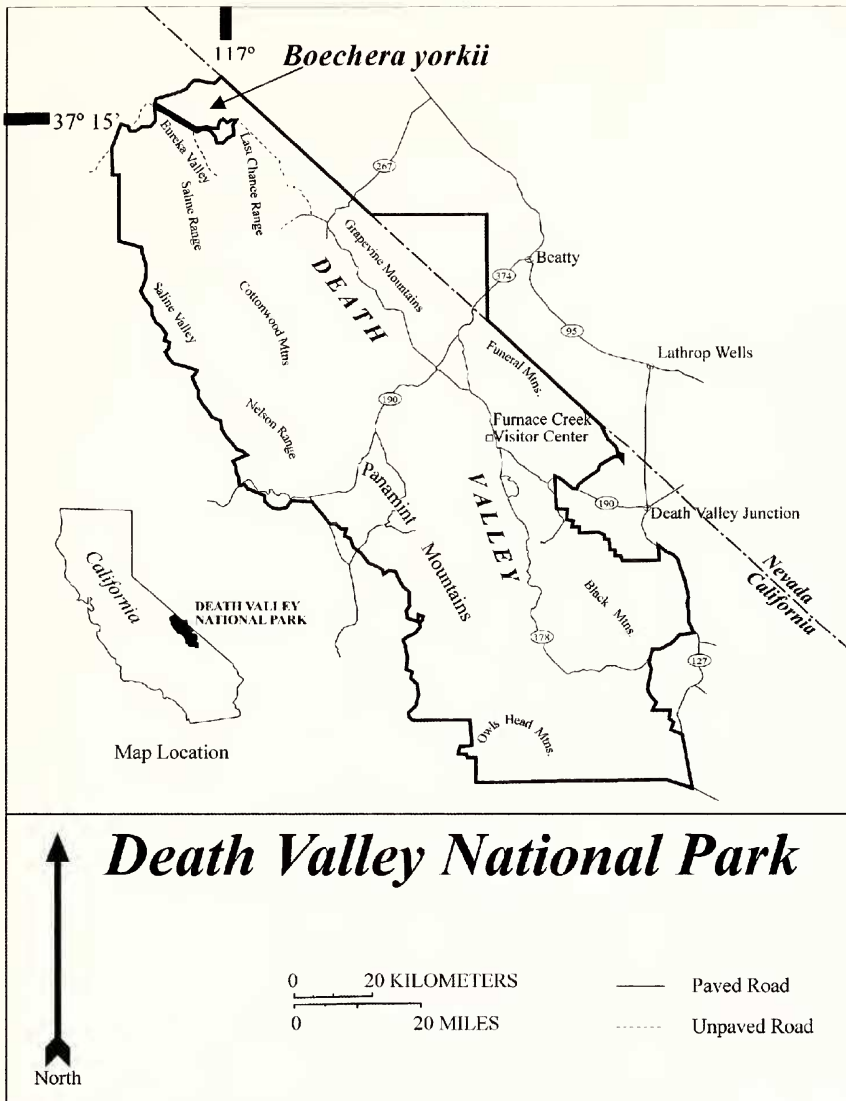 117°
Boechera yorkii
37° 15'
Eureka Valley
Last Chance Range
Saline Range
267
Grapevine Mountains
DEATH
374
Beatty
Saline Valley
Cottonwood Mtns
95
Lathrop Wells
Funeral Mtns.
190
Nelson Range
Furnace Creek
Visitor Center
Panamint
Mountains
VALLEY
190
Death Valley Junction
Nevada
California
California
DEATH VALLEY
NATIONAL PARK
Black Mtns.
178
127
Owls Head Mtns.
Map Location
Death Valley National Park
0 20 KILOMETERS
0 20 MILES
Paved Road
Unpaved Road
North